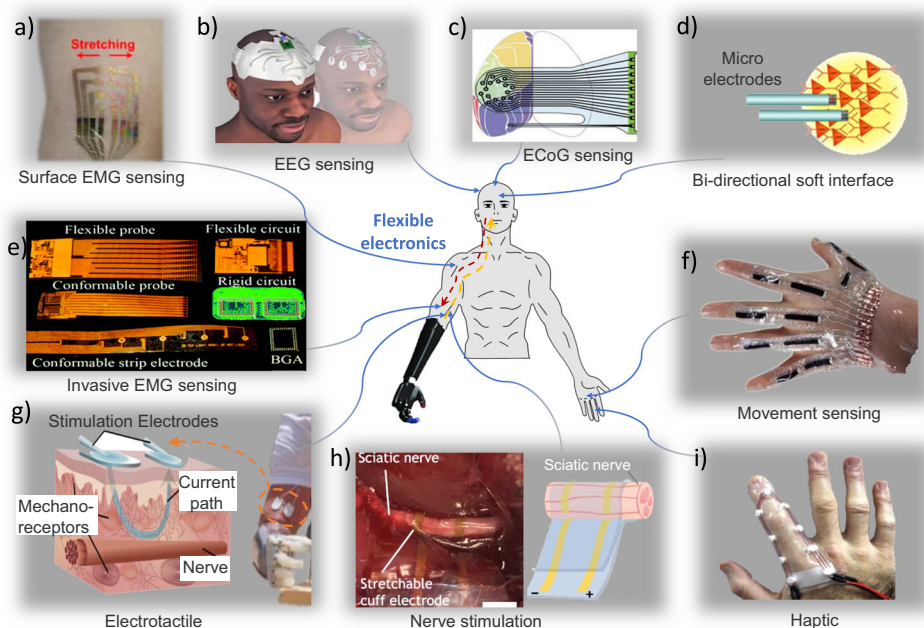 a)
Stretching
Surface EMG sensing
b)
EEG sensing
c)
ECoG sensing
d)
Micro
electrodes
Bi-directional soft interface
Flexible
electronics
e)
Flexible probe
Flexible circuit
Conformable probe
Rigid circuit
Conformable strip electrode
BGA
Invasive EMG sensing
f)
Movement sensing
g)
Stimulation Electrodes
Current
path
Mechano-
receptors
Nerve
Electrotactile
h)
Sciatic nerve
Stretchable
cuff electrode
Sciatic nerve
- +
Nerve stimulation
i)
Haptic